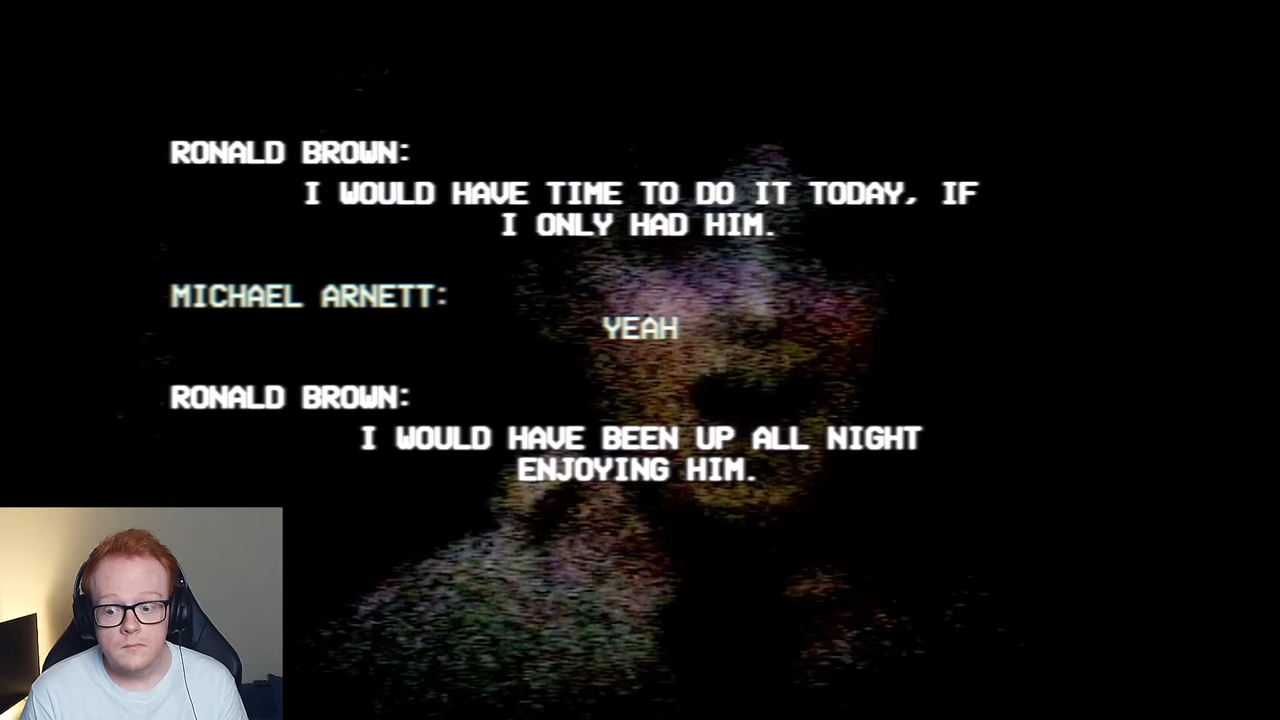 RONALD BROWN:
I WOULD HAVE TIME TO DO IT TODAY, IF
I ONLY HAD HIM.
MICHAEL ARNETT:
YEAH
RONALD BROWN:
I WOULD HAVE BEEN UP ALL NIGHT
ENJOYING HIM.